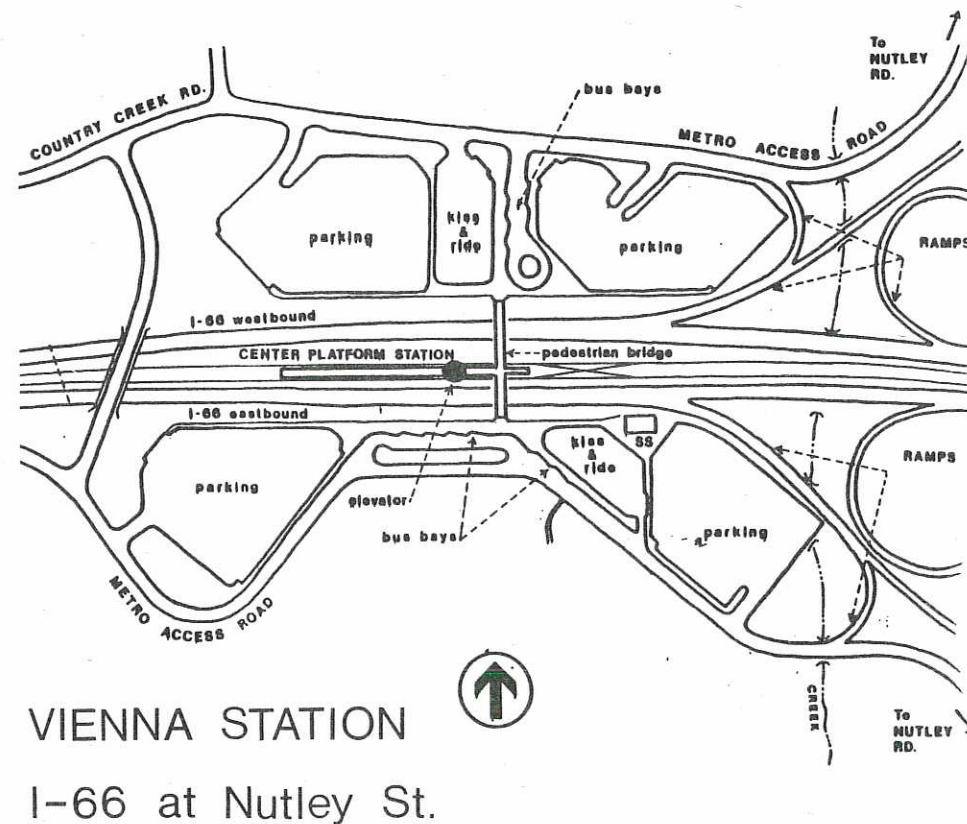 To
NUTLEY
RD.
bus bays
COUNTRY CREEK RD.
METRO ACCESS ROAD
parking
kiss
&
ride
parking
RAMPS
I-66 westbound
CENTER PLATFORM STATION
pedestrian bridge
I-66 eastbound
kiss
&
ride
SS
RAMPS
parking
elevator
bus bays
parking
METRO ACCESS ROAD
CREEK
To
NUTLEY
RD.
VIENNA STATION
I-66 at Nutley St.